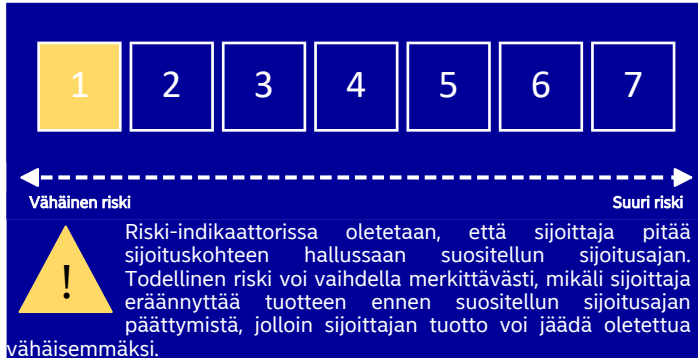 1 2 3 4 5 6 7
Vähäinen riski Suuri riski
Riski-indikaattorissa oletetaan, että sijoittaja pitää
sijoituskohteen hallussaan suositellun sijoitusajan.
Todellinen riski voi vaihdella merkittävästi, mikäli sijoittaja
! eräännyttää tuotteen ennen suositellun sijoitusajan
päättymistä, jolloin sijoittajan tuotto voi jäädä oletettua
vähäisemmäksi.